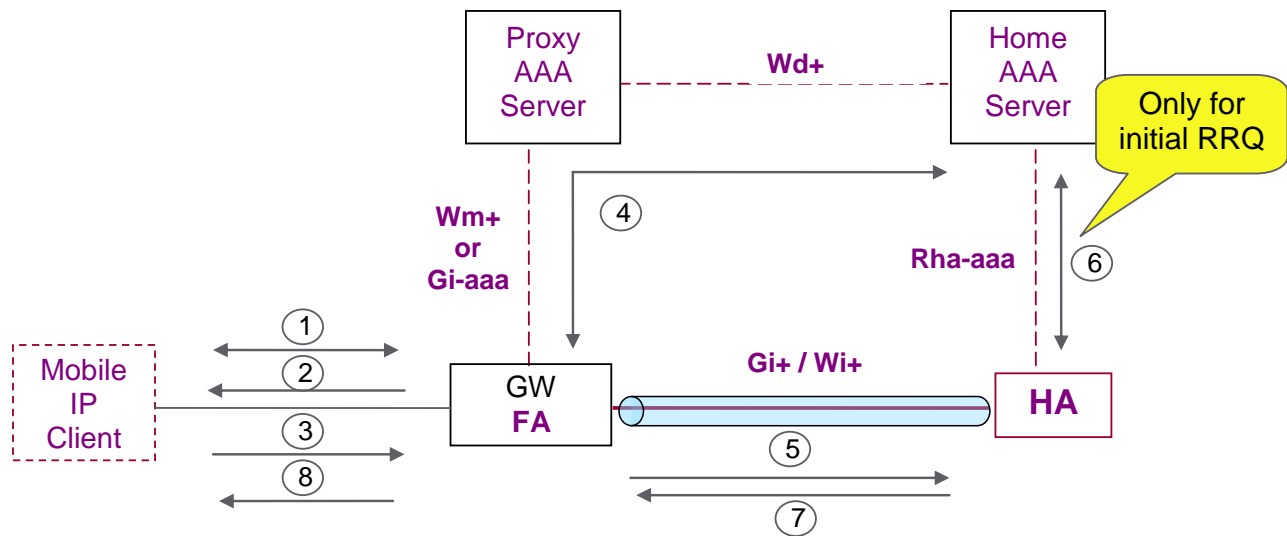 Proxy
AAA
Server
Wd+
Home
AAA
Server
Only for
initial RRQ
4
Wm+
or
Gi-aaa
Rha-aaa
6
1
2
Mobile
IP
Client
GW
FA
Gi+ / Wi+
HA
3
5
8
7